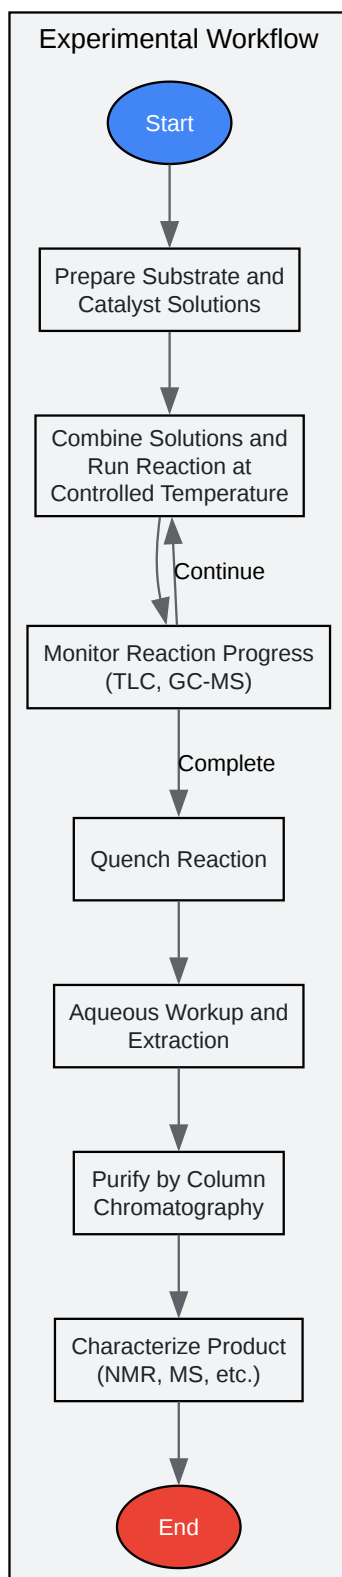 Experimental Workflow
Start
Prepare Substrate and
Catalyst Solutions
Combine Solutions and
Run Reaction at
Controlled Temperature
Continue
Monitor Reaction Progress
(TLC, GC-MS)
Complete
Quench Reaction
Aqueous Workup and
Extraction
Purify by Column
Chromatography
Characterize Product
(NMR, MS, etc.)
End